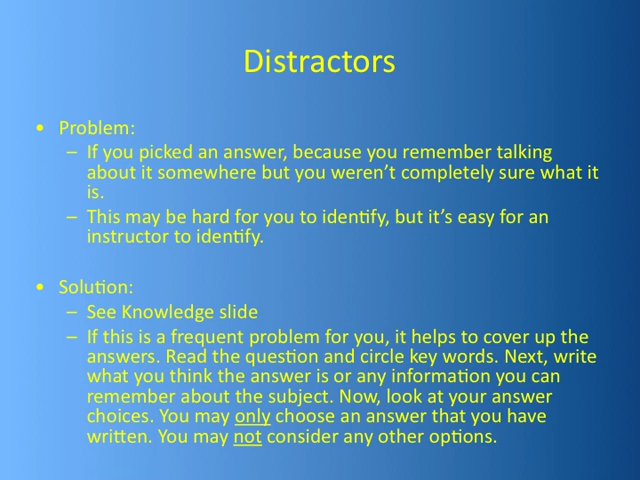 Distractors
• Problem:
– If you picked an answer, because you remember talking
about it somewhere but you weren’t completely sure what it
is.
– This may be hard for you to identify, but it’s easy for an
instructor to identify.
• Solution:
– See Knowledge slide
– If this is a frequent problem for you, it helps to cover up the
answers. Read the question and circle key words. Next, write
what you think the answer is or any information you can
remember about the subject. Now, look at your answer
choices. You may only choose an answer that you have
written. You may not consider any other options.